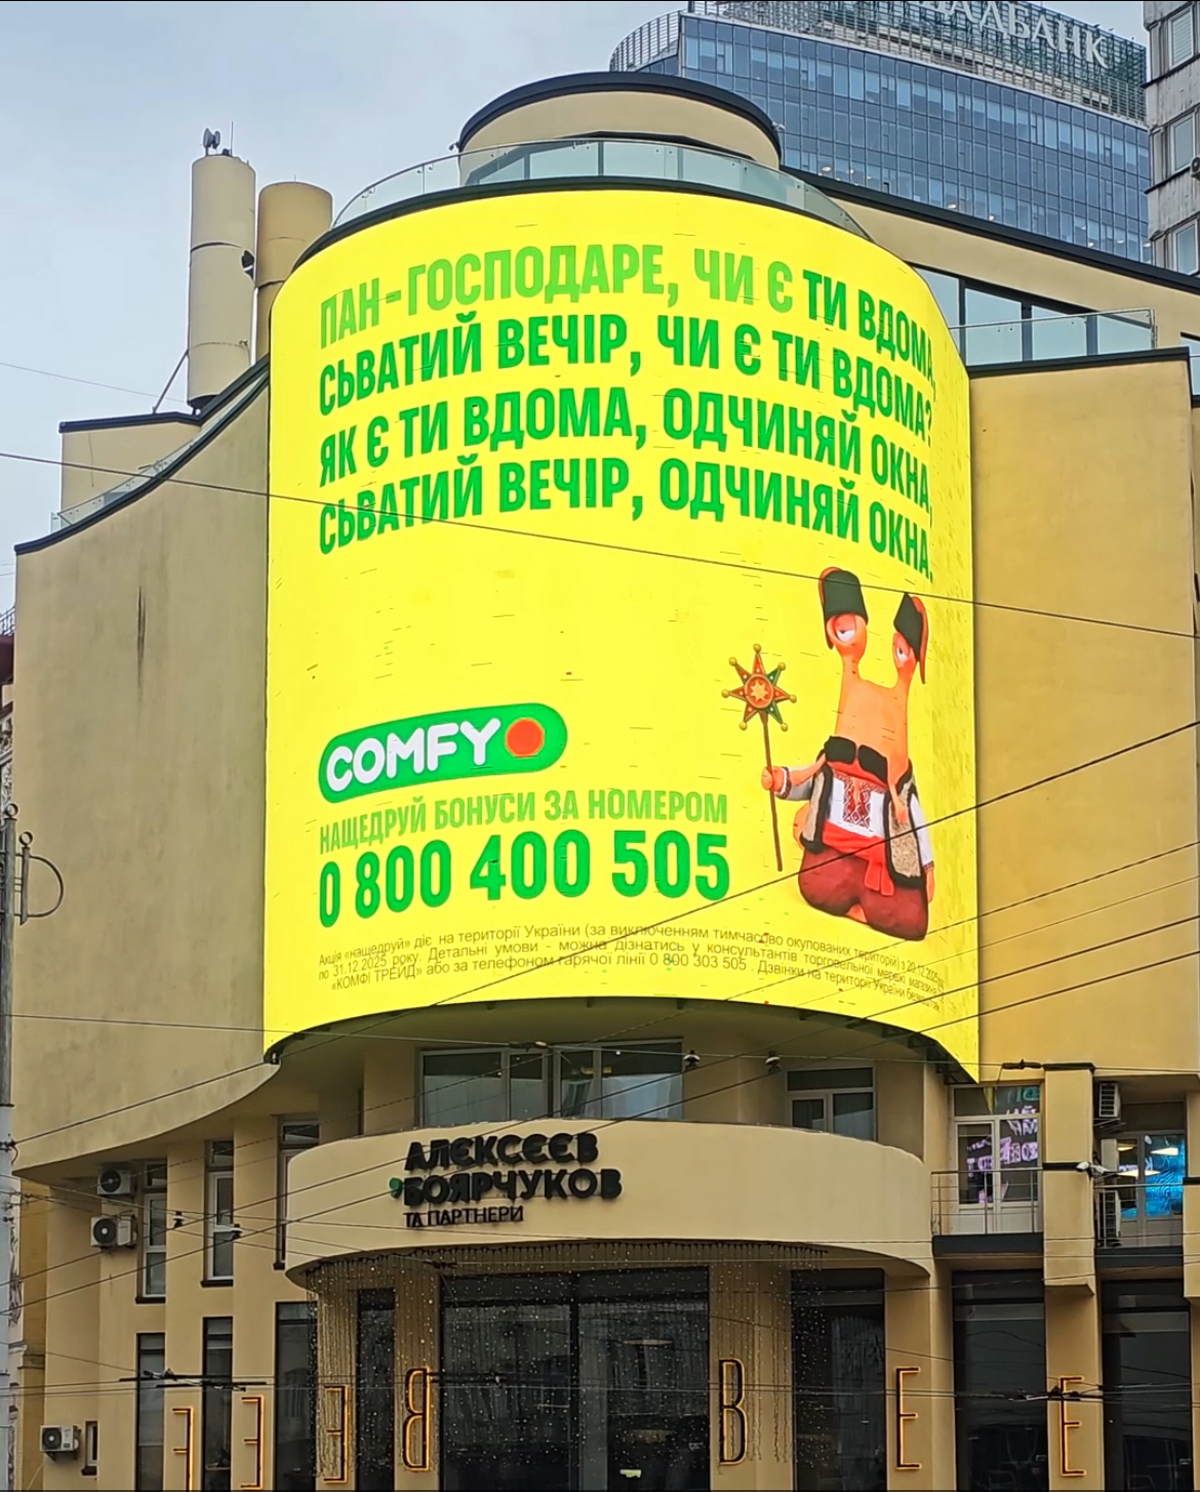 ПАН-ГОСПОДАРЕ, ЧИ Є ТИ ВДОМА,
СЬВАТИЙ ВЕЧІР, ЧИ Є ТИ ВДОМА?
ЯК Є ТИ ВДОМА, ОДЧИНЯЙ ОКНА,
СЬВАТИЙ ВЕЧІР, ОДЧИНЯЙ ОКНА.
COMFY
НАЩЕДРУЙ БОНУСИ ЗА НОМЕРОМ
0 800 400 505
Акція «нащедруй» діє на території України (за виключенням тимчасово окупованих територій) з
по 31.12.2025 року. Детальні умови - можна дізнатись у консультантів торговельної мережі
«КОМФІ ТРЕЙД» або за телефоном гарячої лінії 0 800 303 505 . Дзвінки на території України
АЛЄКСЄЄВ
БОЯРЧУКОВ
ТА ПАРТНЕРИ
B E E